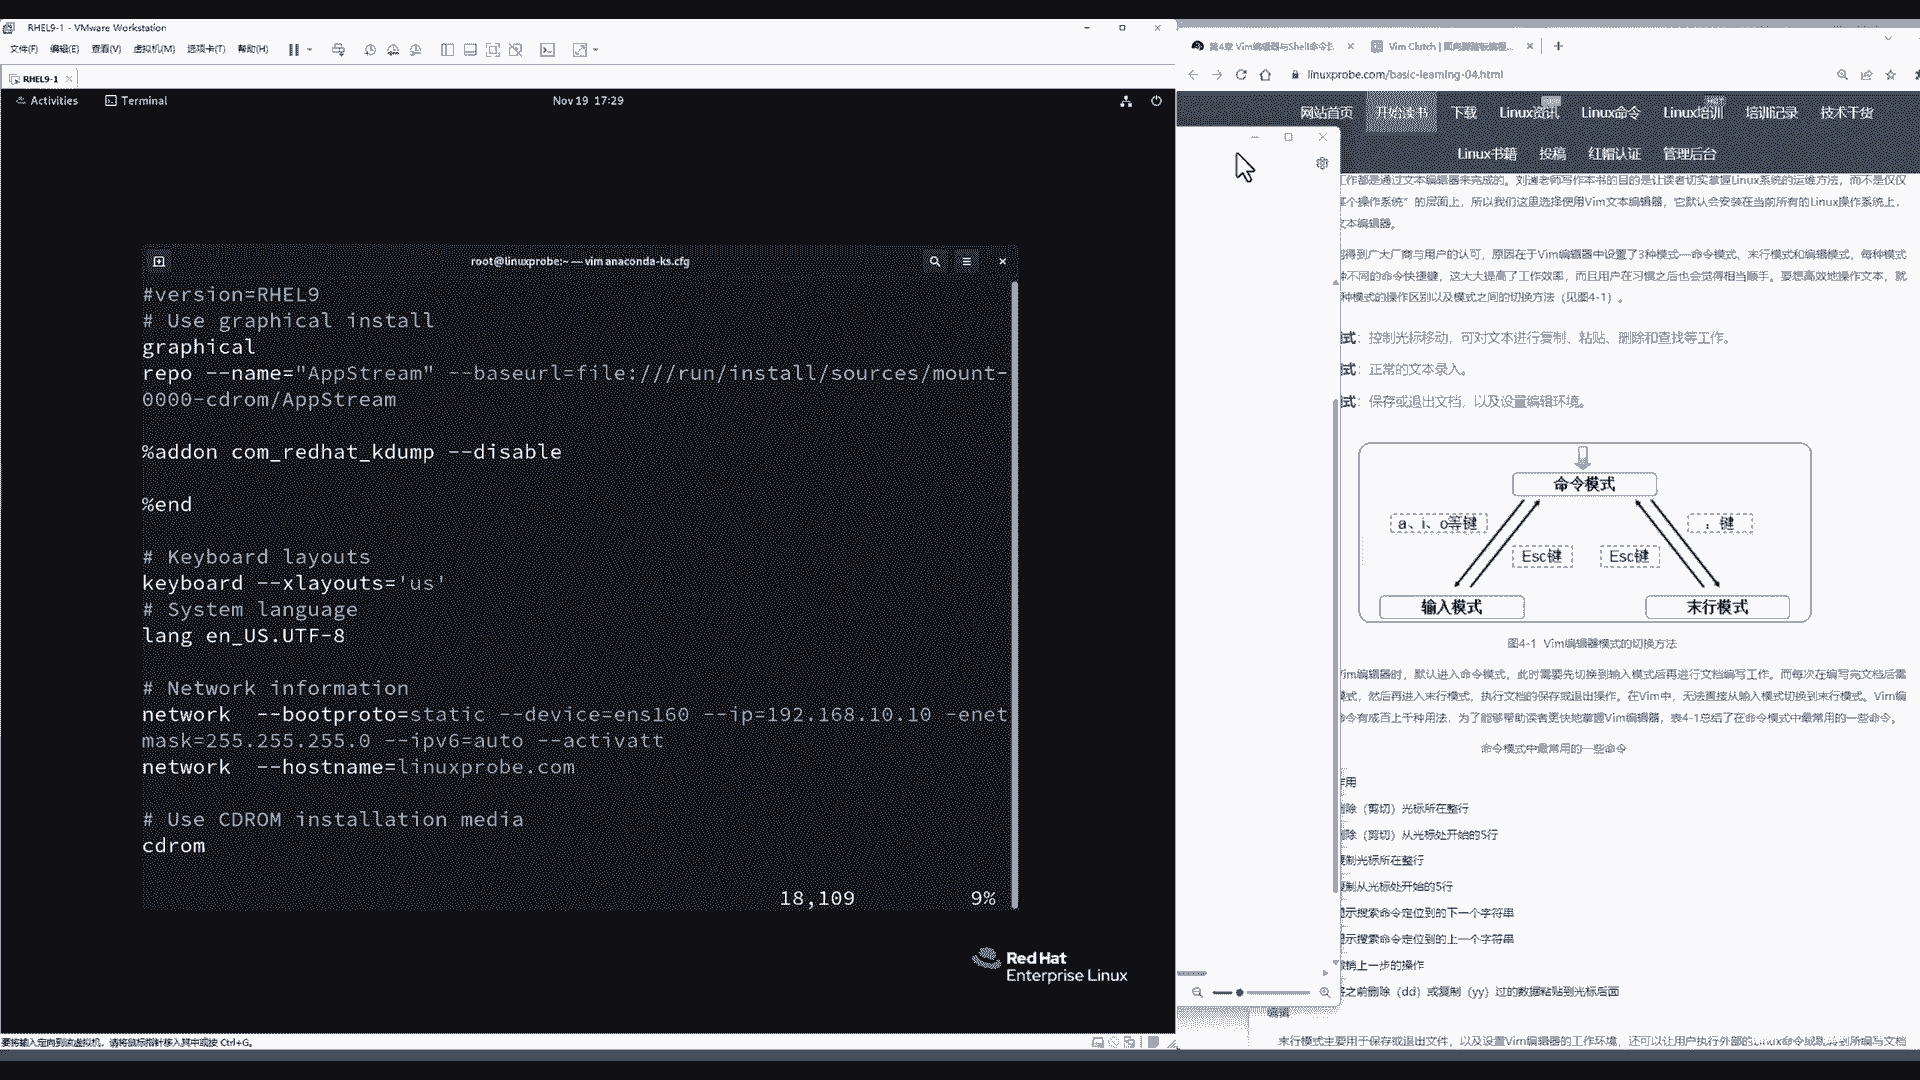 RHEL9-1 - VMware Workstation
文件(F) 编辑(E) 查看(V) 虚拟机(M) 选项卡(T) 帮助(H)
RHEL9-1
Activities Terminal Nov 19 17:29
root@linuxprobe:~ — vim anaconda-ks.cfg
#version=RHEL9
# Use graphical install
graphical
repo --name="AppStream" --baseurl=file:///run/install/sources/mount-
0000-cdrom/AppStream
%addon com_redhat_kdump --disable
%end
# Keyboard layouts
keyboard --xlayouts='us'
# System language
lang en_US.UTF-8
# Network information
network  --bootproto=static --device=ens160 --ip=192.168.10.10 -enet
mask=255.255.255.0 --ipv6=auto --activatt
network  --hostname=linuxprobe.com
# Use CDROM installation media
cdrom
18,109 9%
Red Hat
Enterprise Linux
要将输入定向到该虚拟机，请将鼠标指针移入其中或按 Ctrl+G。
第4章 Vim编辑器与Shell命令 Vim Clutch |
linuxprobe.com/basic-learning-04.html
网站首页 开始读书 下载 Linux资讯 Linux命令 Linux培训 培训记录 技术干货
Linux书籍 投稿 红帽认证 管理后台
工作都是通过文本编辑器来完成的。刘遄老师写作本书的目的是让读者切实掌握Linux系统的运维方法，而不是仅仅
某个操作系统”的层面上，所以我们这里选择使用Vim文本编辑器，它默认会安装在当前所有的Linux操作系统上，
文本编辑器。
得到广大厂商与用户的认可，原因在于Vim编辑器中设置了3种模式—命令模式、末行模式和编辑模式，每种模式
不同的命令快捷键，这大大提高了工作效率，而且用户在习惯之后也会觉得相当顺手。要想高效地操作文本，就
种模式的操作区别以及模式之间的切换方法（见图4-1）。
式：控制光标移动，可对文本进行复制、粘贴、删除和查找等工作。
式：正常的文本录入。
式：保存或退出文档，以及设置编辑环境。
命令模式
a、i、o等键 ：键
Esc键 Esc键
输入模式 末行模式
图4-1 Vim编辑器模式的切换方法
Vim编辑器时，默认进入命令模式，此时需要先切换到输入模式后再进行文档编写工作。而每次在编写完文档后需
模式，然后再进入末行模式，执行文档的保存或退出操作。在Vim中，无法直接从输入模式切换到末行模式。Vim编
命令有成百上千种用法，为了能够帮助读者更快地掌握Vim编辑器，表4-1总结了在命令模式中最常用的一些命令。
命令模式中最常用的一些命令
作用
删除（剪切）光标所在整行
删除（剪切）从光标处开始的5行
复制光标所在整行
复制从光标处开始的5行
显示搜索命令定位到的下一个字符串
显示搜索命令定位到的上一个字符串
撤销上一步的操作
将之前删除（dd）或复制（yy）过的数据粘贴到光标后面
编辑
末行模式主要用于保存或退出文件，以及设置Vim编辑器的工作环境，还可以让用户执行外部的Linux命令或跳转到所编写文档